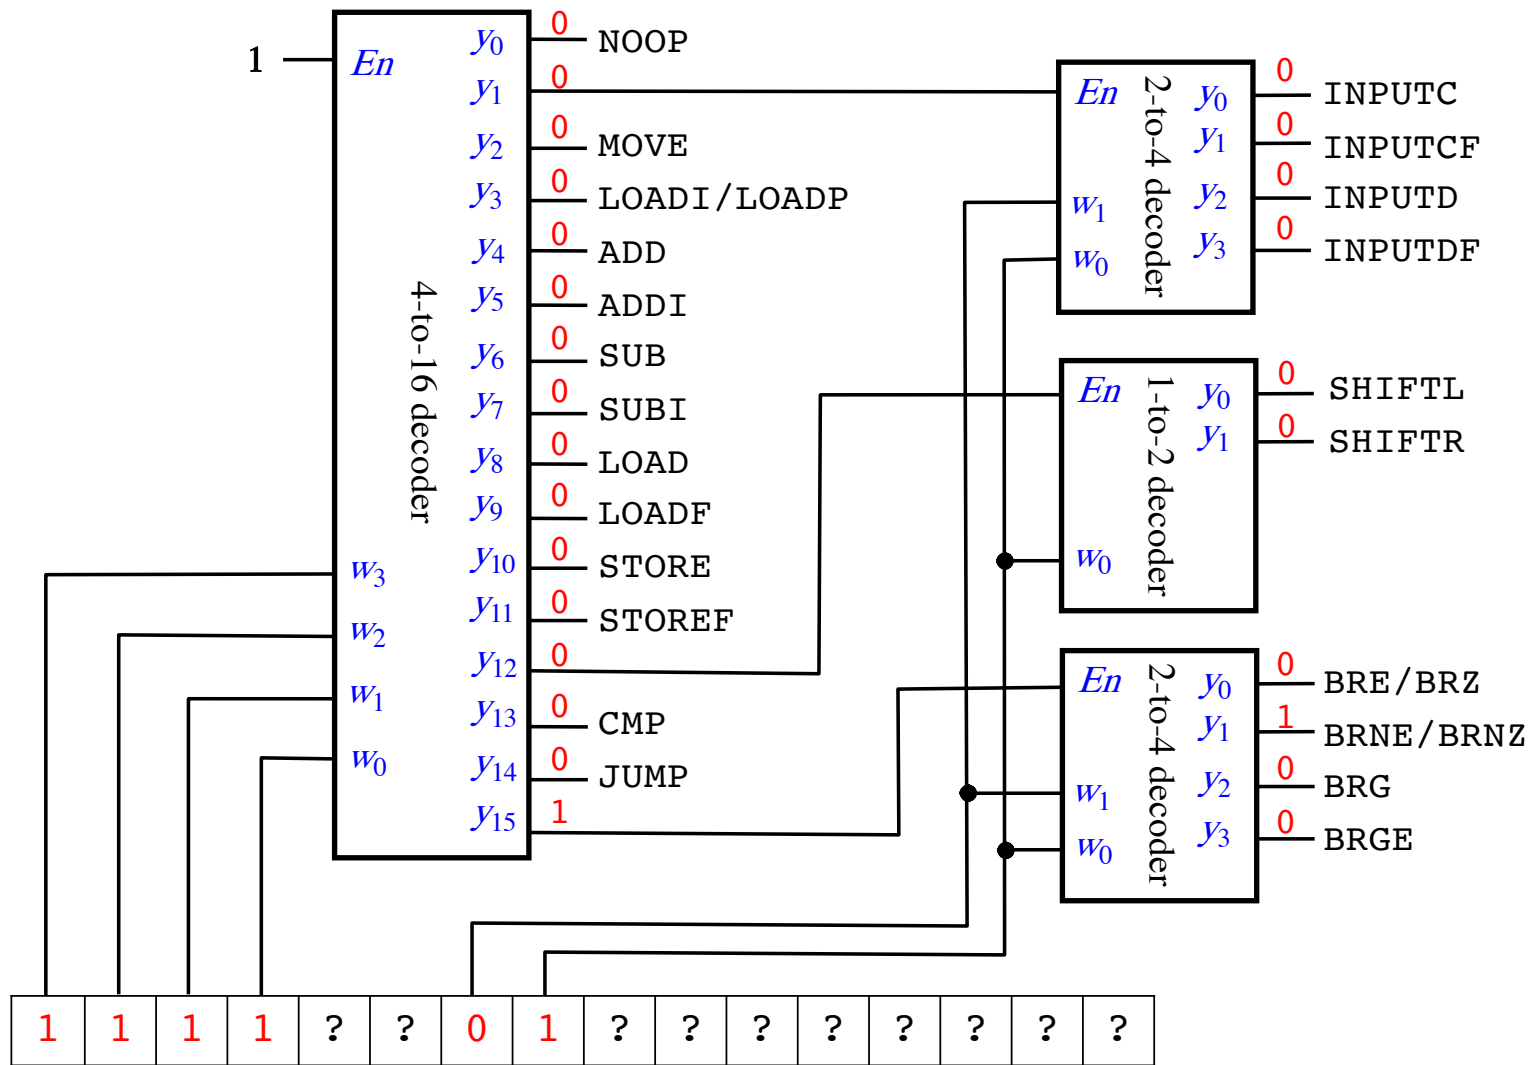 1
En
w3
w2
w1
w0
4-to-16 decoder
y0 0 NOOP
y1 0
y2 0 MOVE
y3 0 LOADI/LOADP
y4 0 ADD
y5 0 ADDI
y6 0 SUB
y7 0 SUBI
y8 0 LOAD
y9 0 LOADF
y10 0 STORE
y11 0 STOREF
y12 0
y13 0 CMP
y14 0 JUMP
y15 1
En
w1
w0
2-to-4 decoder
y0 0 INPUTC
y1 0 INPUTCF
y2 0 INPUTD
y3 0 INPUTDF
En
w0
1-to-2 decoder
y0 0 SHIFTL
y1 0 SHIFTR
En
w1
w0
2-to-4 decoder
y0 0 BRE/BRZ
y1 1 BRNE/BRNZ
y2 0 BRG
y3 0 BRGE
1 1 1 1 ? ? 0 1 ? ? ? ? ? ? ? ?